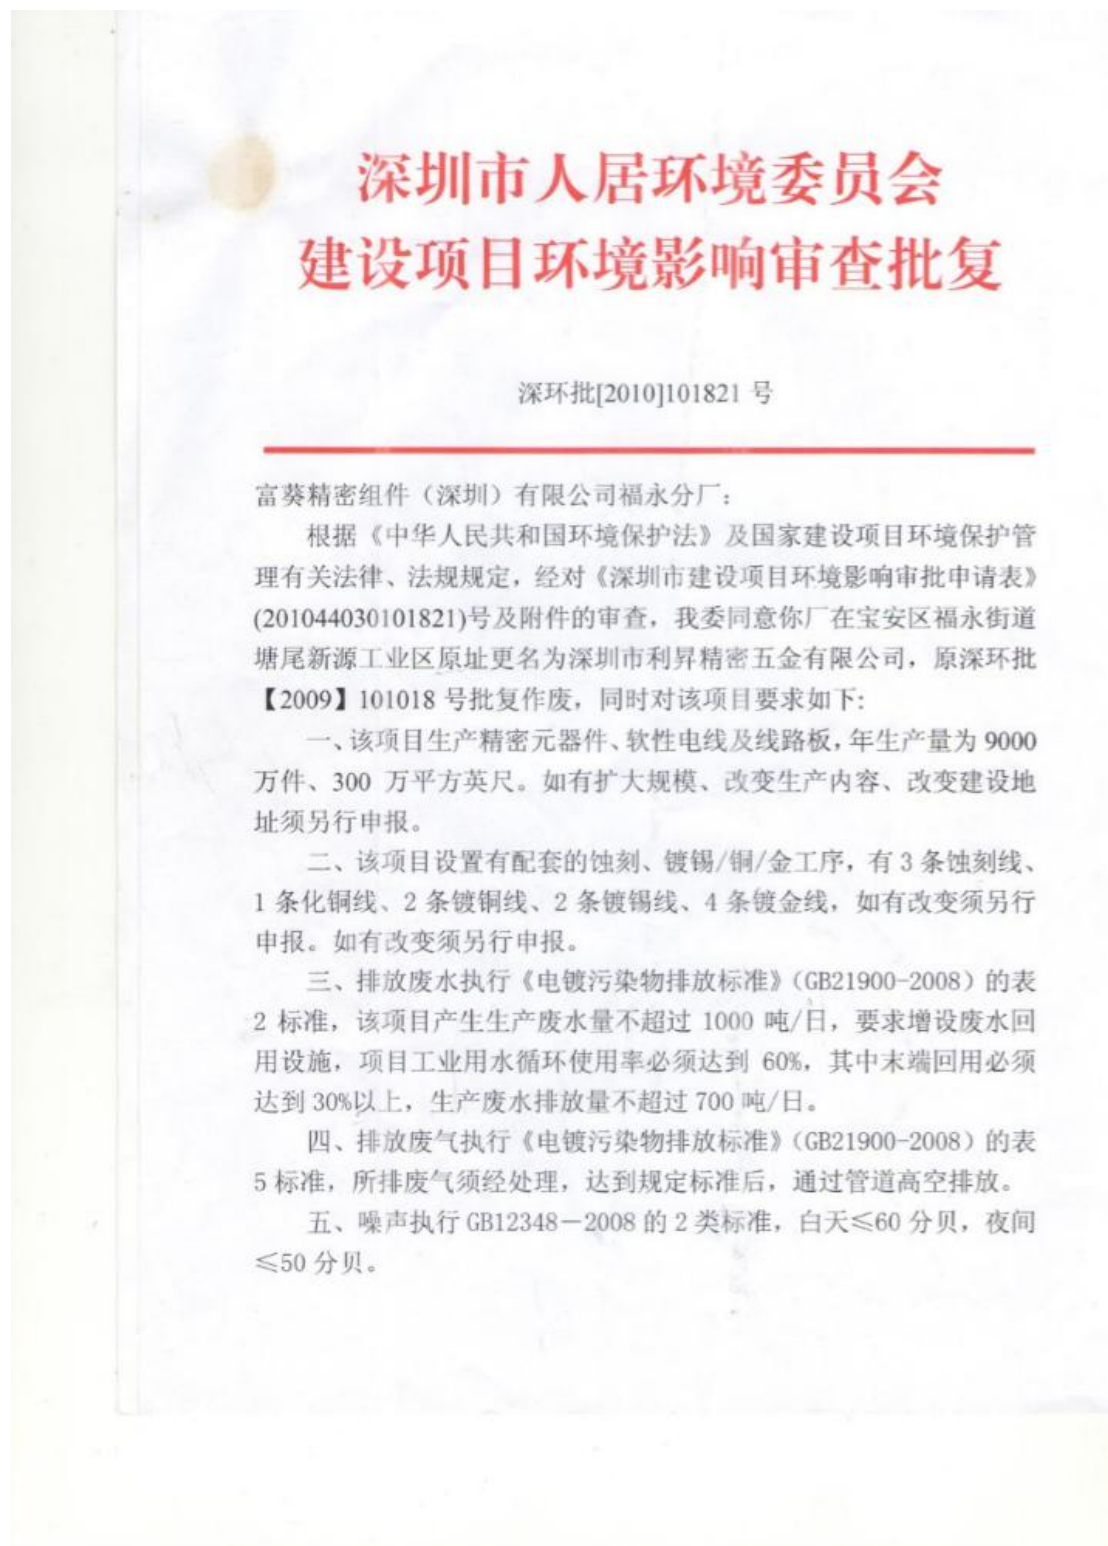 深圳市人居环境委员会
建设项目环境影响审查批复
深环批[2010]101821 号
富葵精密组件（深圳）有限公司福永分厂：
根据《中华人民共和国环境保护法》及国家建设项目环境保护管
理有关法律、法规规定，经对《深圳市建设项目环境影响审批申请表》
(201044030101821)号及附件的审查，我委同意你厂在宝安区福永街道
塘尾新源工业区原址更名为深圳市利昇精密五金有限公司，原深环批
【2009】101018 号批复作废，同时对该项目要求如下：
一、该项目生产精密元器件、软性电线及线路板，年生产量为 9000
万件、300 万平方英尺。如有扩大规模、改变生产内容、改变建设地
址须另行申报。
二、该项目设置有配套的蚀刻、镀锡/铜/金工序，有 3 条蚀刻线、
1 条化铜线、2 条镀铜线、2 条镀锡线、4 条镀金线，如有改变须另行
申报。如有改变须另行申报。
三、排放废水执行《电镀污染物排放标准》（GB21900-2008）的表
2 标准，该项目产生生产废水量不超过 1000 吨/日，要求增设废水回
用设施，项目工业用水循环使用率必须达到 60%，其中末端回用必须
达到 30%以上，生产废水排放量不超过 700 吨/日。
四、排放废气执行《电镀污染物排放标准》（GB21900-2008）的表
5 标准，所排废气须经处理，达到规定标准后，通过管道高空排放。
五、噪声执行 GB12348－2008 的 2 类标准，白天≤60 分贝，夜间
≤50 分贝。